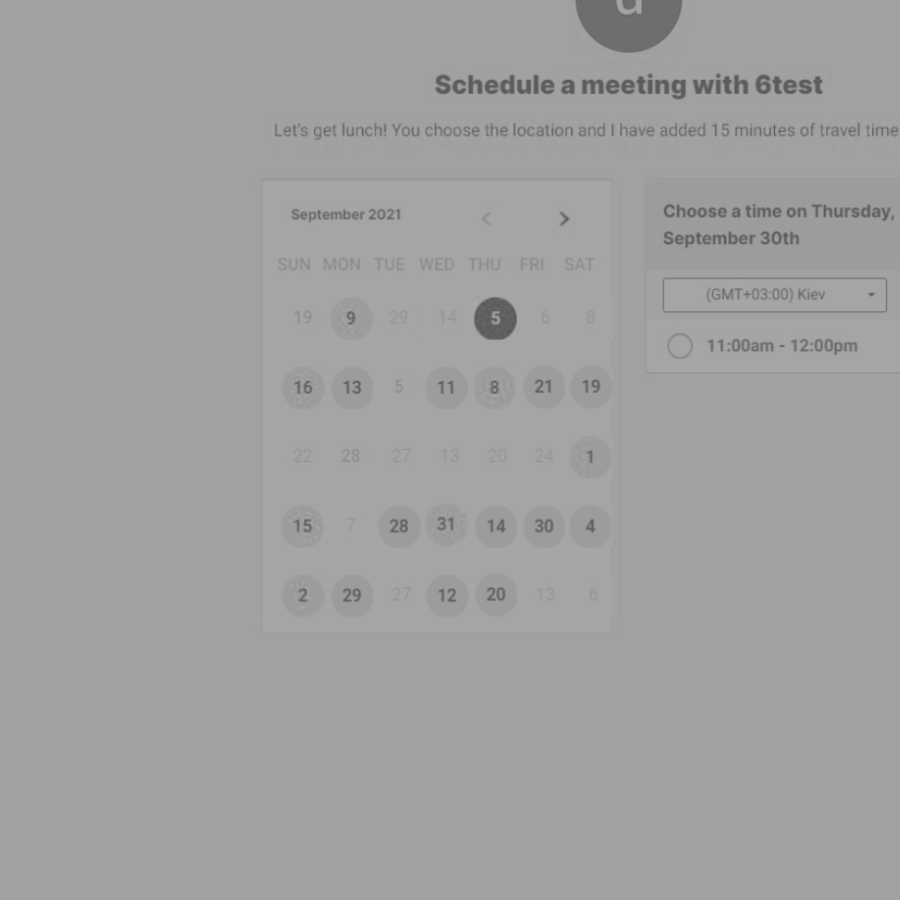 Schedule a meeting with 6test
Let's get lunch! You choose the location and I have added 15 minutes of travel time
September 2021
SUN MON TUE WED THU FRI SAT
19 9 29 14 5 6 8
16 13 5 11 8 21 19
22 28 27 13 20 24 1
15 7 28 31 14 30 4
2 29 27 12 20 13 6
Choose a time on Thursday,
September 30th
(GMT+03:00) Kiev
11:00am - 12:00pm